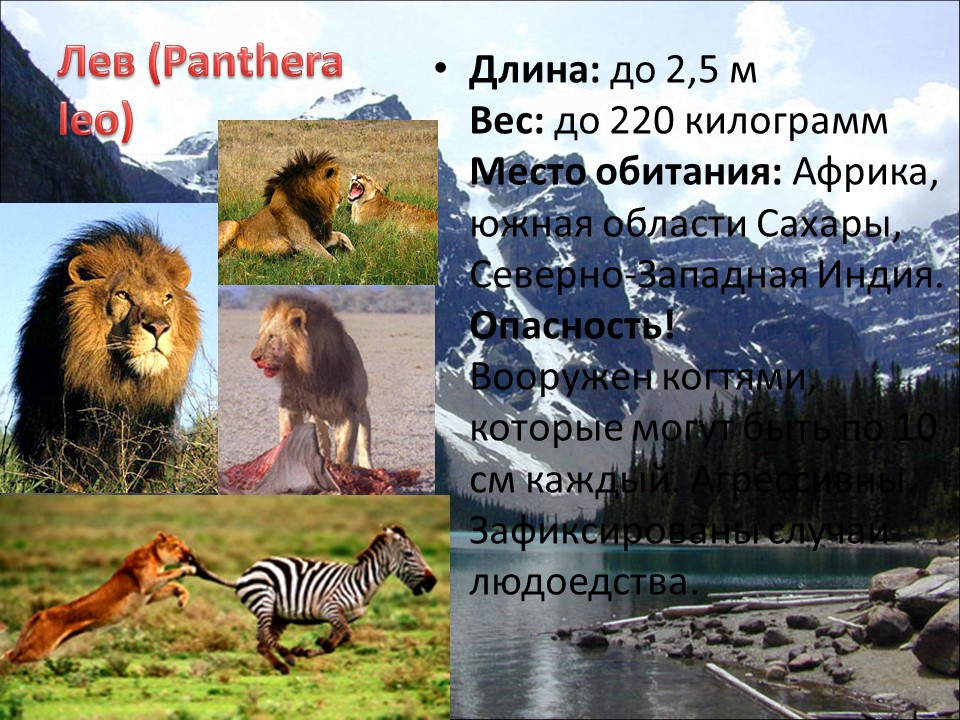 Лев (Panthera
leo)
• Длина: до 2,5 м
Вес: до 220 килограмм
Место обитания: Африка,
южная области Сахары,
Северно-Западная Индия.
Опасность!
Вооружен когтями,
которые могут быть по 10
см каждый. Агрессивны.
Зафиксированы случаи
людоедства.